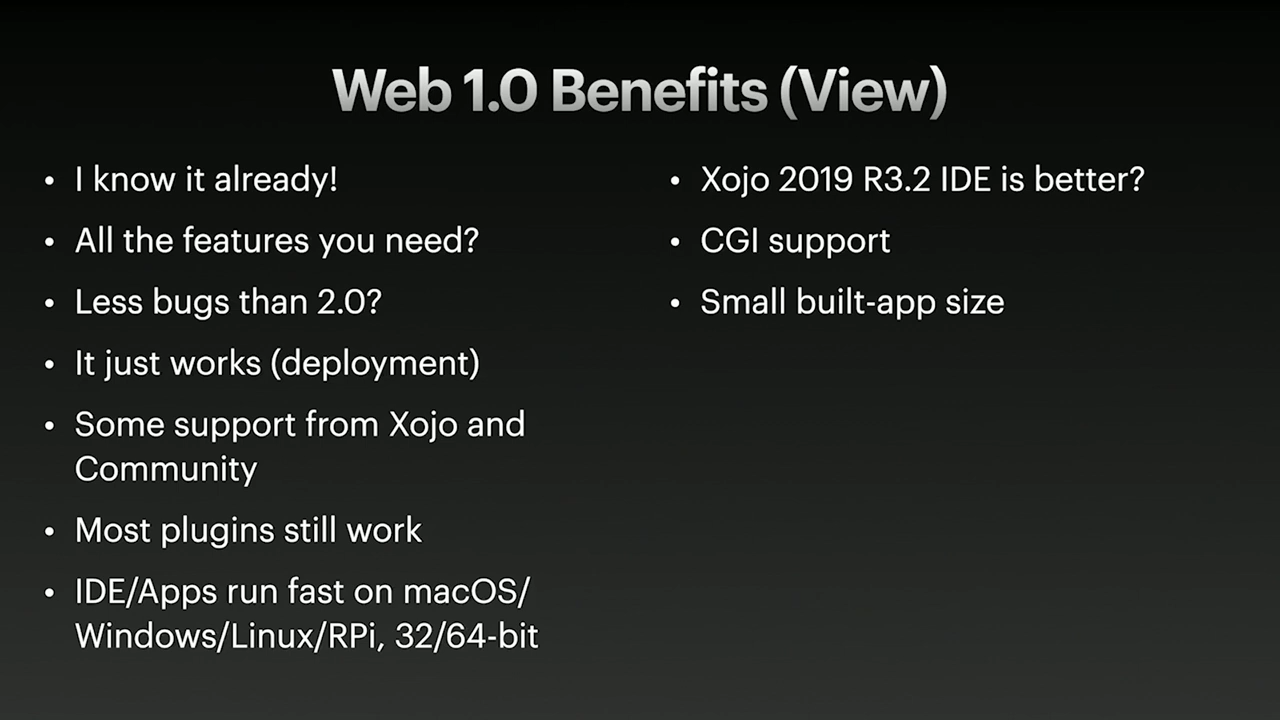 Web 1.0 Benefits (View)
• I know it already!
• All the features you need?
• Less bugs than 2.0?
• It just works (deployment)
• Some support from Xojo and
Community
• Most plugins still work
• IDE/Apps run fast on macOS/
Windows/Linux/RPi, 32/64-bit
• Xojo 2019 R3.2 IDE is better?
• CGI support
• Small built-app size